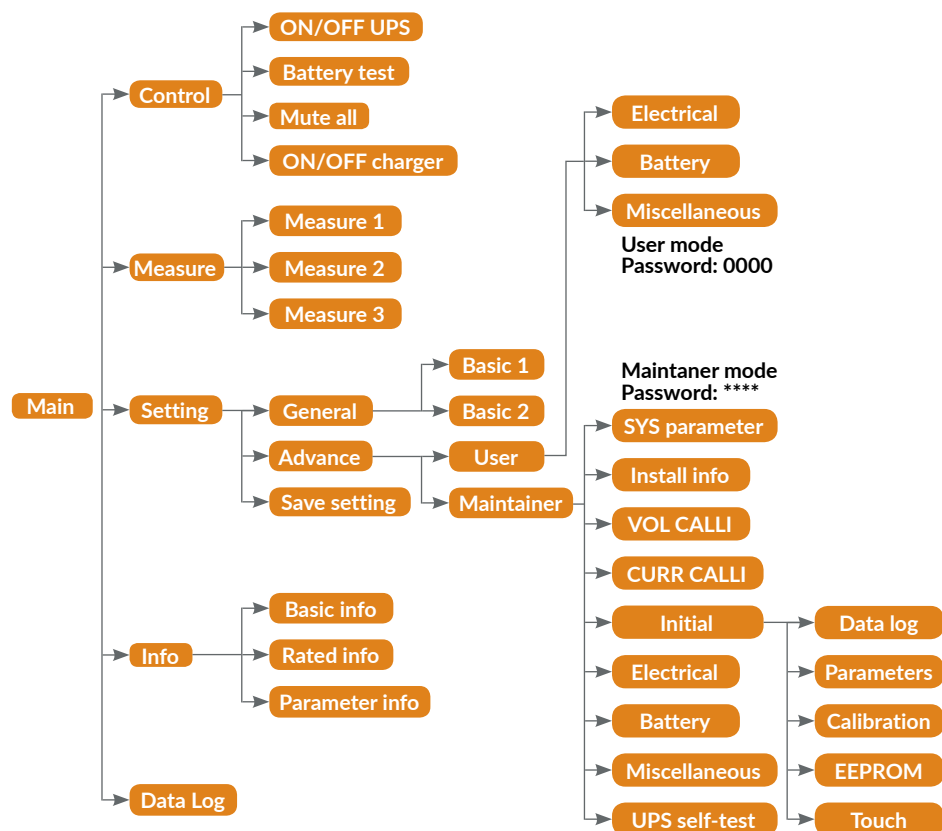 Main
Control
ON/OFF UPS
Battery test
Mute all
ON/OFF charger
Measure
Measure 1
Measure 2
Measure 3
Setting
General
Basic 1
Basic 2
Advance
User
Electrical
Battery
Miscellaneous
User mode
Password: 0000
Maintainer
Maintaner mode
Password: ****
SYS parameter
Install info
VOL CALLI
CURR CALLI
Initial
Data log
Parameters
Calibration
EEPROM
Touch
Electrical
Battery
Miscellaneous
UPS self-test
Save setting
Info
Basic info
Rated info
Parameter info
Data Log